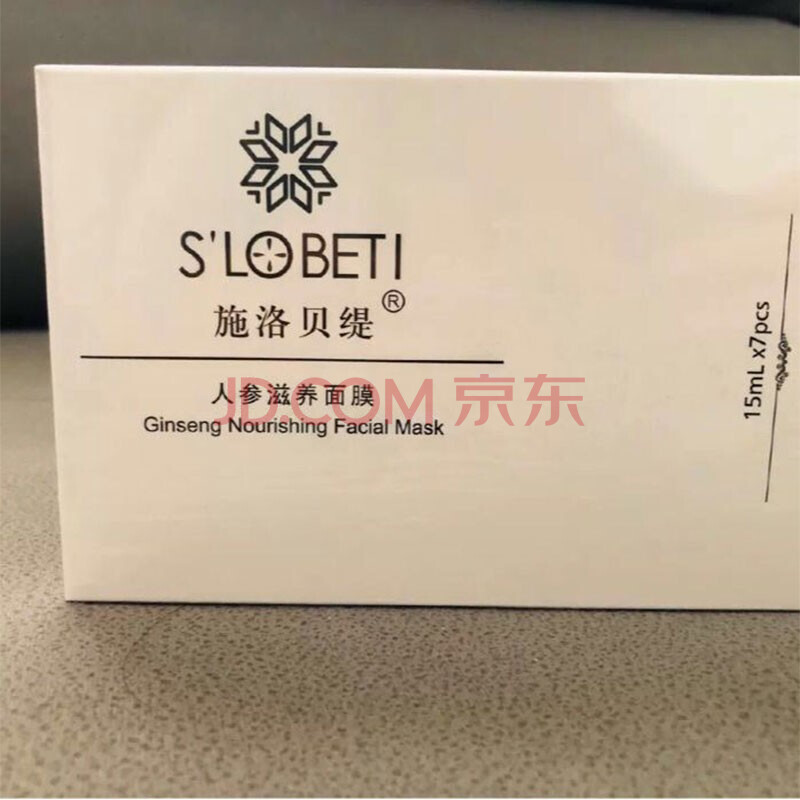 S'LOBETI
施洛贝缇®
人参滋养面膜
Ginseng Nourishing Facial Mask
15mL x7pcs
JD.COM 京东